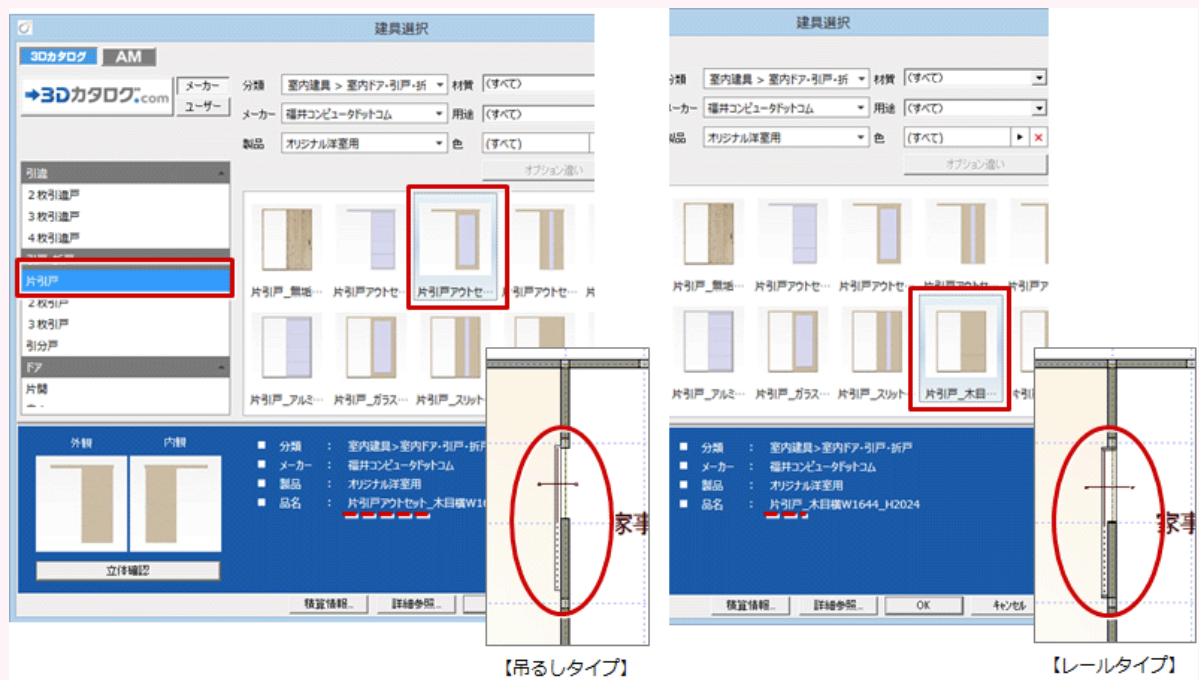 建具選択
3Dカタログ AM
3Dカタログ.com
メーカー
ユーザー
分類 室内建具 > 室内ドア・引戸・折 材質 (すべて)
メーカー 福井コンピュータドットコム 用途 (すべて)
製品 オリジナル洋室用 色 (すべて)
オプション違い
引違
2枚引違戸
3枚引違戸
4枚引違戸
片引戸
2枚引戸
3枚引戸
引分戸
ドア
片開
片引戸_無垢… 片引戸アウトセ… 片引戸アウトセ… 片引戸アウトセ… 片
片引戸_アルミ… 片引戸_ガラス… 片引戸_スリット
外観 内観
立体確認
■ 分類 : 室内建具>室内ドア・引戸・折戸
■ メーカー : 福井コンピュータドットコム
■ 製品 : オリジナル洋室用
■ 品名 : 片引戸アウトセット_木目横W16
積算情報... 詳細参照...
家事
【吊るしタイプ】
建具選択
分類 室内建具 > 室内ドア・引戸・折 材質 (すべて)
メーカー 福井コンピュータドットコム 用途 (すべて)
製品 オリジナル洋室用 色 (すべて)
オプション違い
片引戸_無垢… 片引戸アウトセ… 片引戸アウトセ… 片引戸アウトセ… 片引戸ア
片引戸_アルミ… 片引戸_ガラス… 片引戸_スリット… 片引戸_木目…
■ 分類 : 室内建具>室内ドア・引戸・折戸
■ メーカー : 福井コンピュータドットコム
■ 製品 : オリジナル洋室用
■ 品名 : 片引戸_木目横W1644_H2024
積算情報... 詳細参照... OK キャンセル
家事
【レールタイプ】